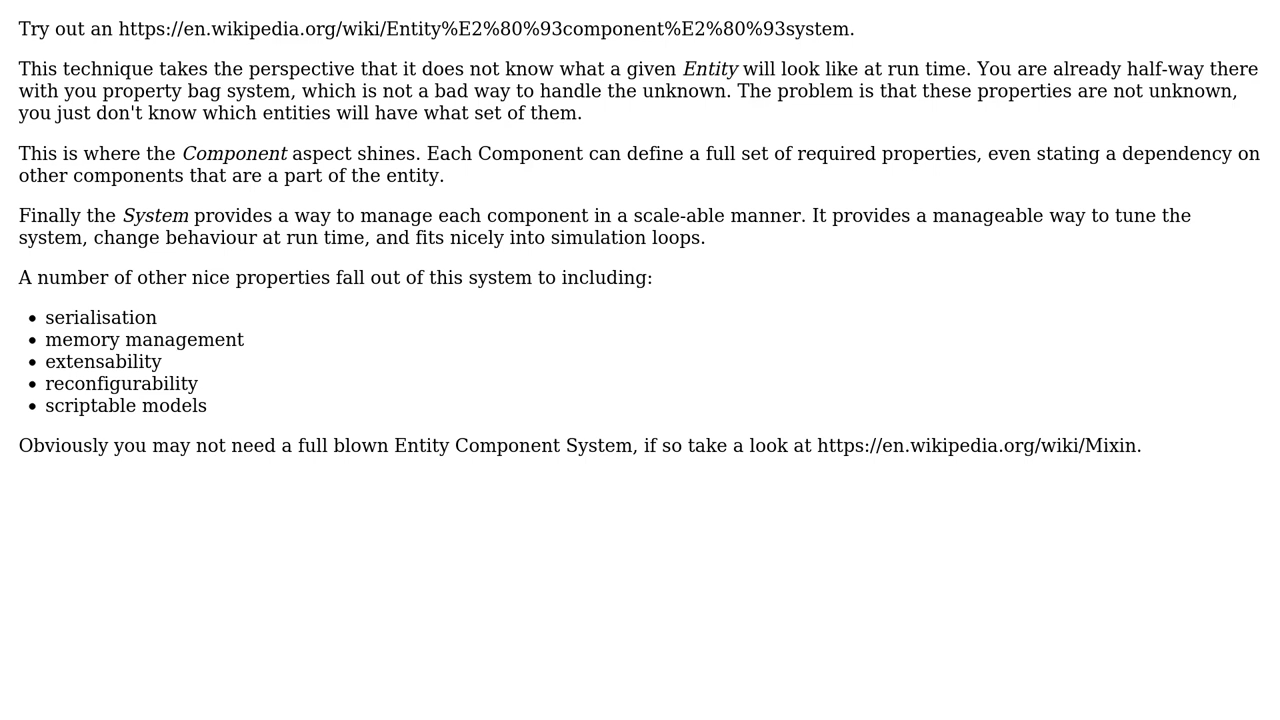 Try out an https://en.wikipedia.org/wiki/Entity%E2%80%93component%E2%80%93system.
This technique takes the perspective that it does not know what a given Entity will look like at run time. You are already half-way there
with you property bag system, which is not a bad way to handle the unknown. The problem is that these properties are not unknown,
you just don't know which entities will have what set of them.
This is where the Component aspect shines. Each Component can define a full set of required properties, even stating a dependency on
other components that are a part of the entity.
Finally the System provides a way to manage each component in a scale-able manner. It provides a manageable way to tune the
system, change behaviour at run time, and fits nicely into simulation loops.
A number of other nice properties fall out of this system to including:
• serialisation
• memory management
• extensability
• reconfigurability
• scriptable models
Obviously you may not need a full blown Entity Component System, if so take a look at https://en.wikipedia.org/wiki/Mixin.